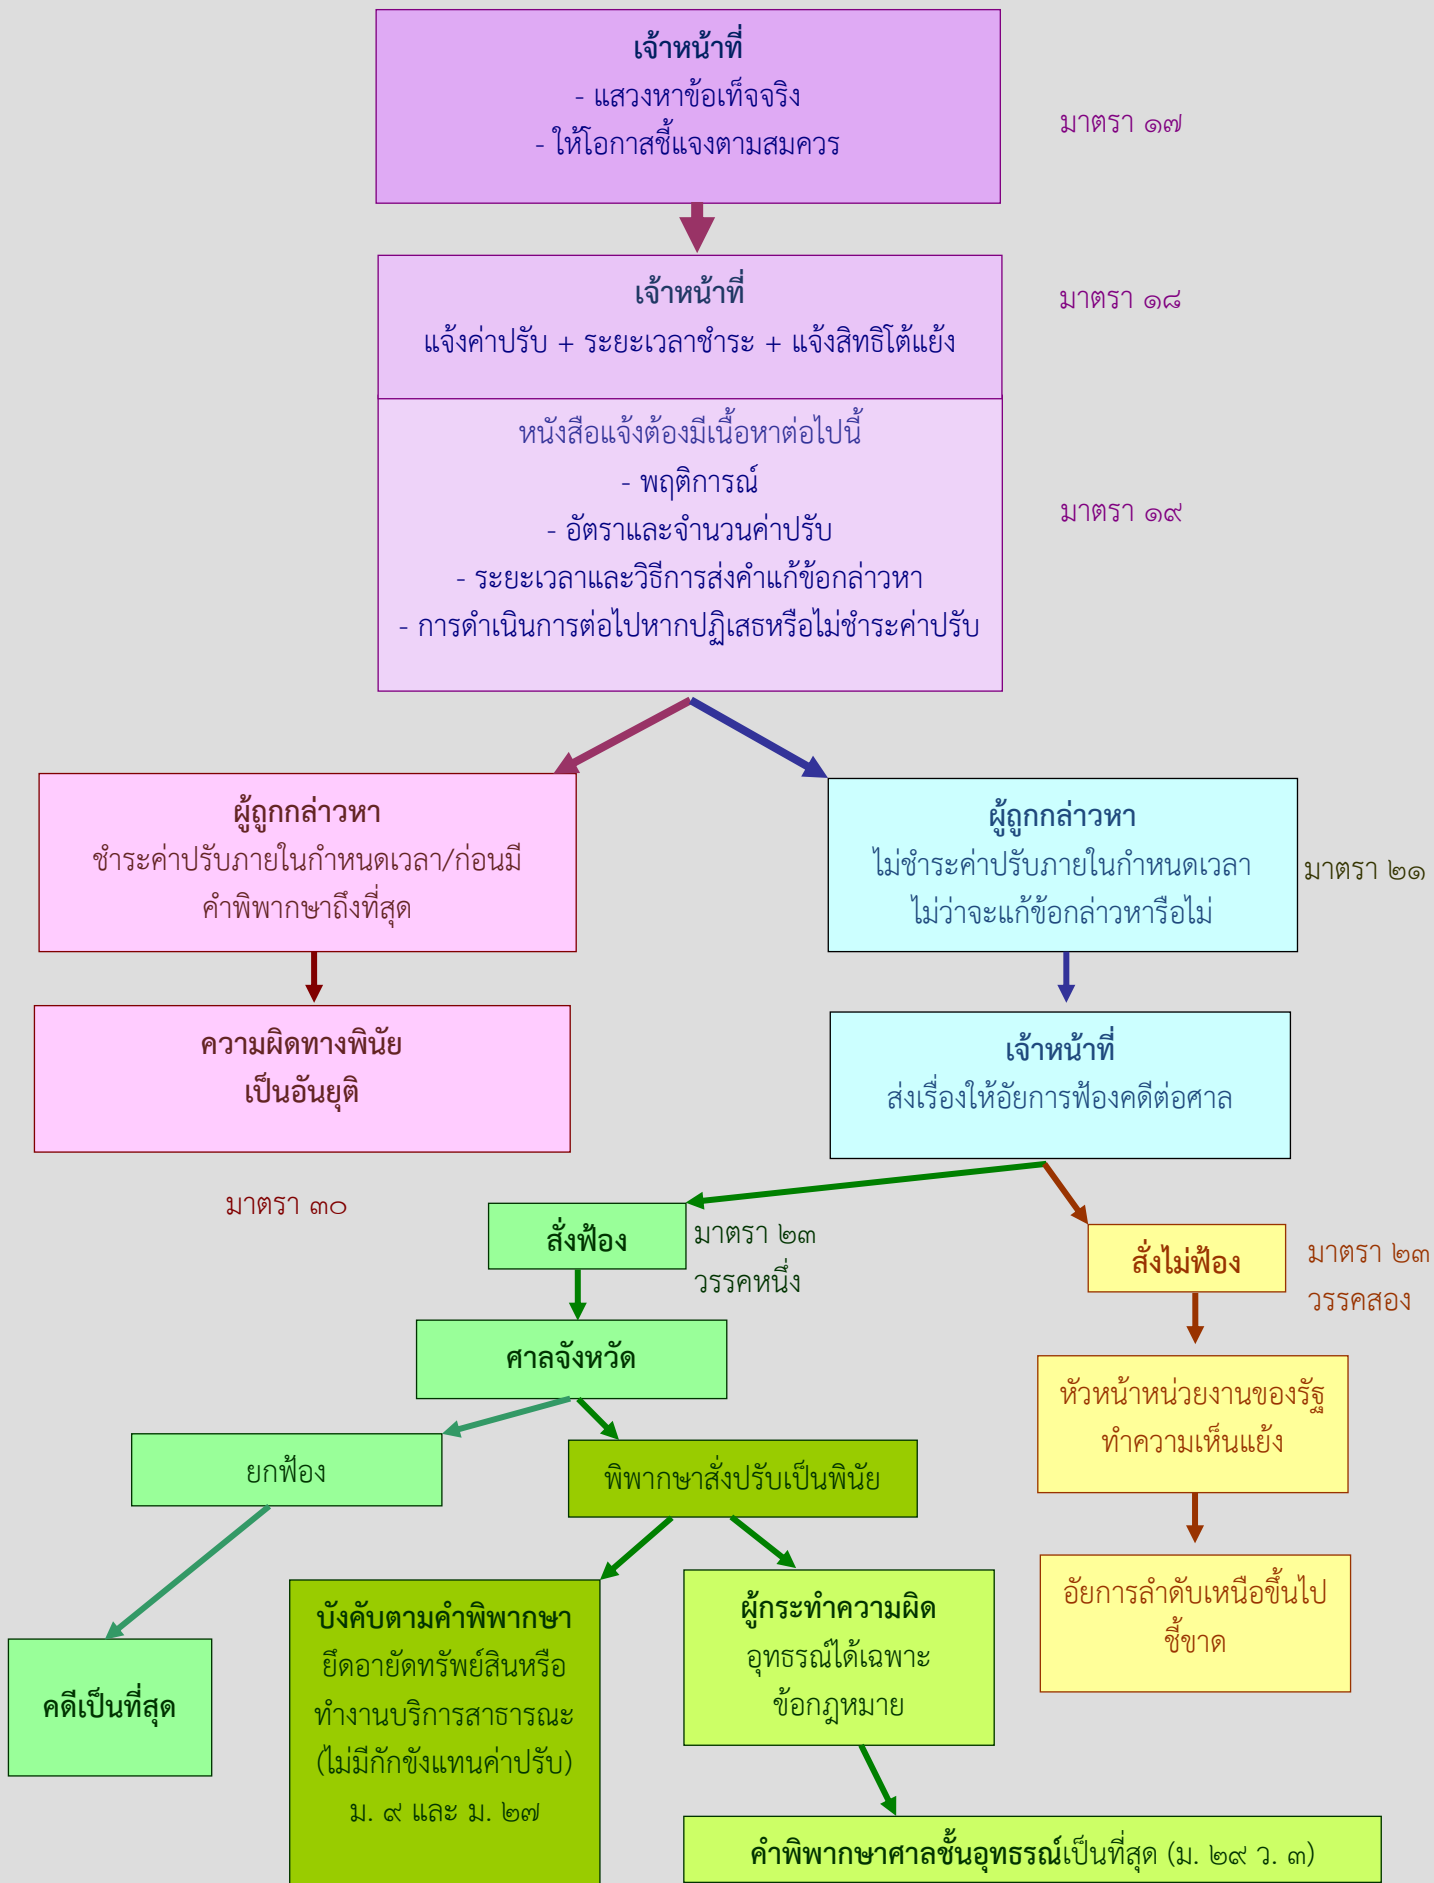 เจ้าหน้าที่
- แสวงหาข้อเท็จจริง
- ให้โอกาสชี้แจงตามสมควร
มาตรา ๑๗
เจ้าหน้าที่
แจ้งค่าปรับ + ระยะเวลาชำระ + แจ้งสิทธิโต้แย้ง
มาตรา ๑๘
หนังสือแจ้งต้องมีเนื้อหาต่อไปนี้
- พฤติการณ์
- อัตราและจำนวนค่าปรับ
- ระยะเวลาและวิธีการส่งคำแก้ข้อกล่าวหา
- การดำเนินการต่อไปหากปฏิเสธหรือไม่ชำระค่าปรับ
มาตรา ๑๙
ผู้ถูกกล่าวหา
ชำระค่าปรับภายในกำหนดเวลา/ก่อนมี
คำพิพากษาถึงที่สุด
ผู้ถูกกล่าวหา
ไม่ชำระค่าปรับภายในกำหนดเวลา
ไม่ว่าจะแก้ข้อกล่าวหารือไม่
มาตรา ๒๑
ความผิดทางพินัย
เป็นอันยุติ
เจ้าหน้าที่
ส่งเรื่องให้อัยการฟ้องคดีต่อศาล
มาตรา ๓๐
สั่งฟ้อง
มาตรา ๒๓
วรรคหนึ่ง
สั่งไม่ฟ้อง
มาตรา ๒๓
วรรคสอง
ศาลจังหวัด
หัวหน้าหน่วยงานของรัฐ
ทำความเห็นแย้ง
ยกฟ้อง
พิพากษาสั่งปรับเป็นพินัย
อัยการลำดับเหนือขึ้นไป
ชี้ขาด
คดีเป็นที่สุด
บังคับตามคำพิพากษา
ยึดอายัดทรัพย์สินหรือ
ทำงานบริการสาธารณะ
(ไม่มีกักขังแทนค่าปรับ)
ม. ๙ และ ม. ๒๗
ผู้กระทำความผิด
อุทธรณ์ได้เฉพาะ
ข้อกฎหมาย
คำพิพากษาศาลชั้นอุทธรณ์เป็นที่สุด (ม. ๒๙ ว. ๓)